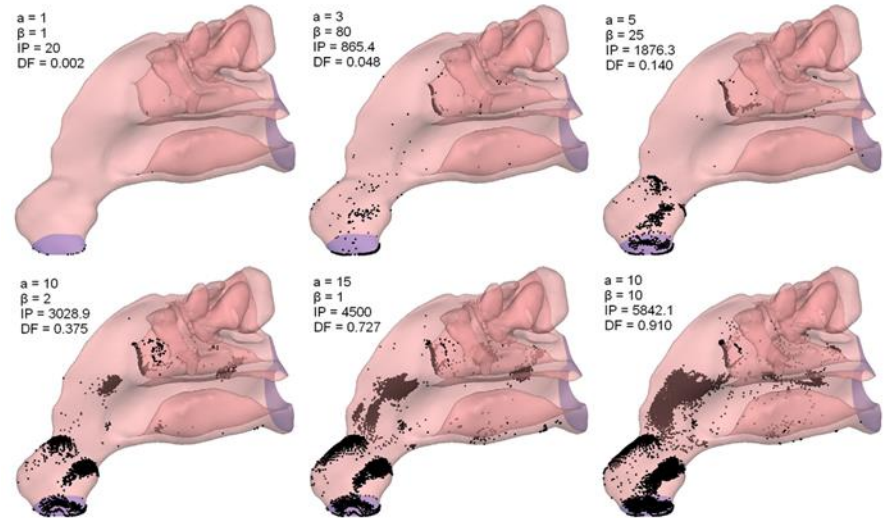 a = 1
β = 1
IP = 20
DF = 0.002
a = 3
β = 80
IP = 865.4
DF = 0.048
a = 5
β = 25
IP = 1876.3
DF = 0.140
a = 10
β = 2
IP = 3028.9
DF = 0.375
a = 15
β = 1
IP = 4500
DF = 0.727
a = 10
β = 10
IP = 5842.1
DF = 0.910